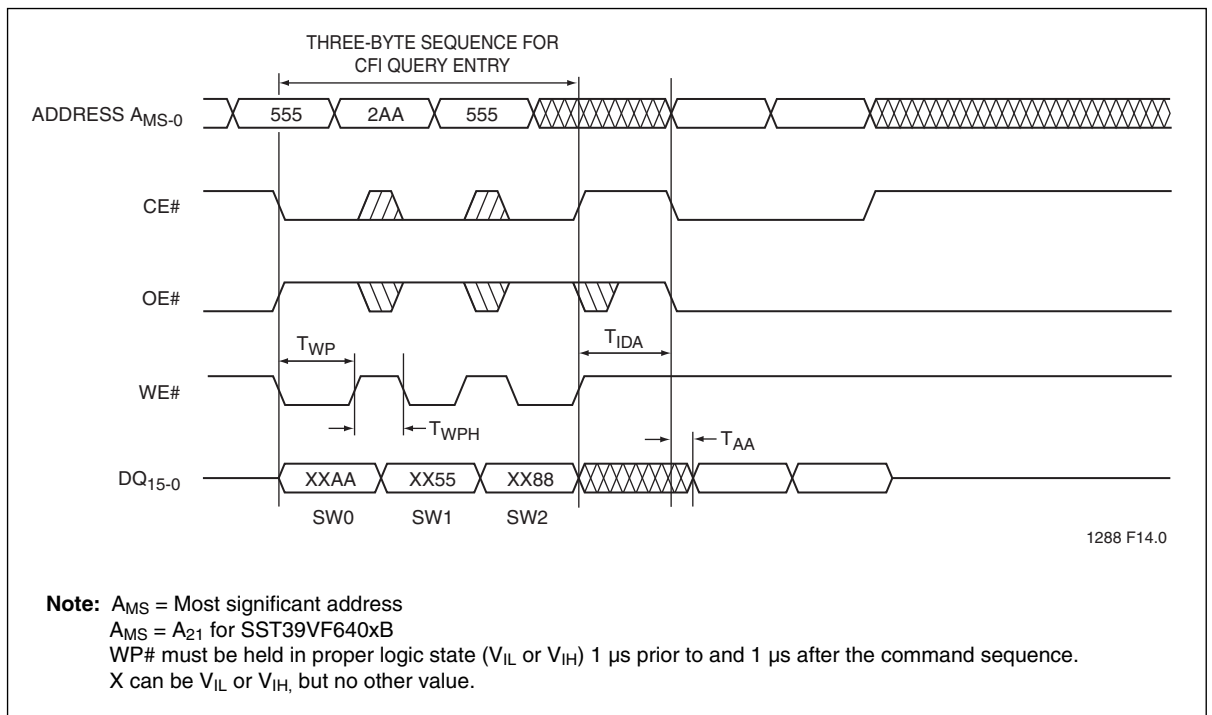 THREE-BYTE SEQUENCE FOR
CFI QUERY ENTRY
ADDRESS AMS-0
555 2AA 555
CE#
OE#
TWP TIDA
WE#
TWPH
TAA
DQ15-0
XXAA XX55 XX88
SW0 SW1 SW2
1288 F14.0
Note: AMS = Most significant address
AMS = A21 for SST39VF640xB
WP# must be held in proper logic state (VIL or VIH) 1 µs prior to and 1 µs after the command sequence.
X can be VIL or VIH, but no other value.